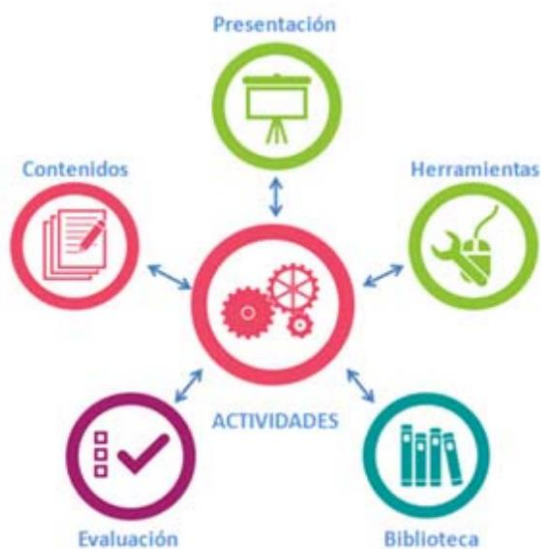 Presentación
Contenidos
Herramientas
ACTIVIDADES
Evaluación
Biblioteca